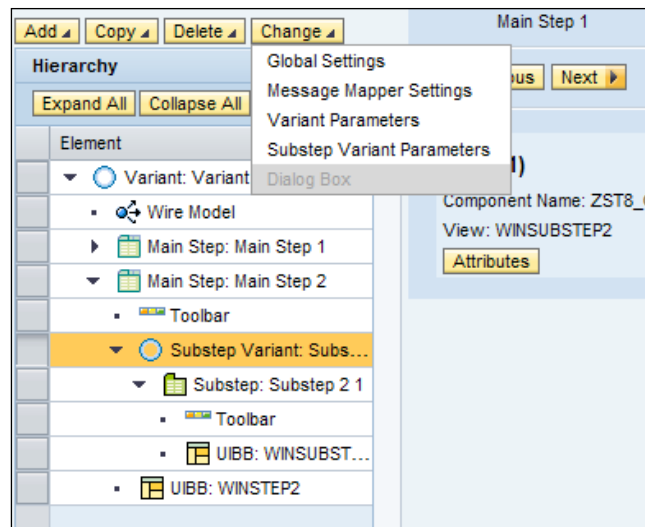 Add Copy Delete Change
Main Step 1
Hierarchy
Global Settings
Message Mapper Settings
Variant Parameters
Substep Variant Parameters
Dialog Box
Next
Expand All Collapse All
Element
Variant: Variant
Component Name: ZST8_
View: WINSUBSTEP2
Attributes
Wire Model
Main Step: Main Step 1
Main Step: Main Step 2
Toolbar
Substep Variant: Subs...
Substep: Substep 2 1
Toolbar
UIBB: WINSUBST...
UIBB: WINSTEP2